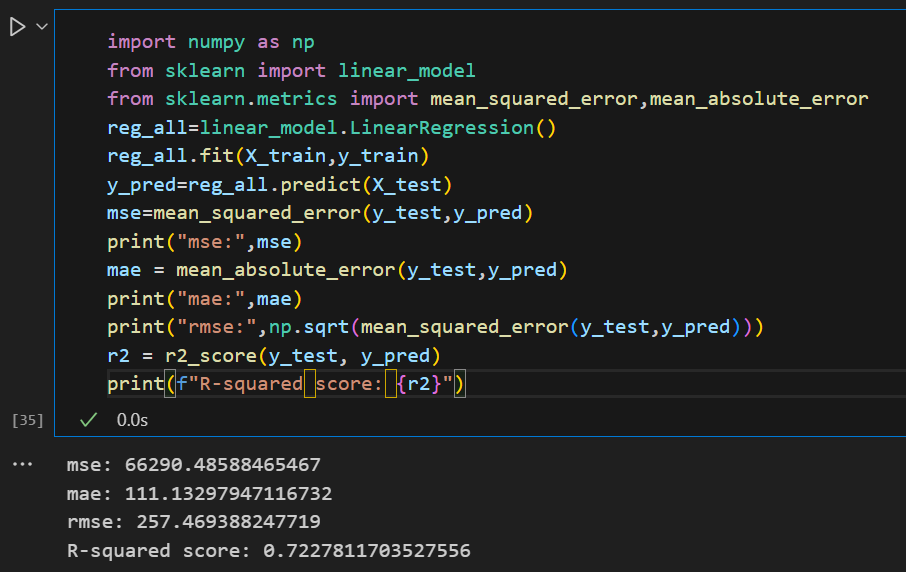 import numpy as np
from sklearn import linear_model
from sklearn.metrics import mean_squared_error,mean_absolute_error
reg_all=linear_model.LinearRegression()
reg_all.fit(X_train,y_train)
y_pred=reg_all.predict(X_test)
mse=mean_squared_error(y_test,y_pred)
print("mse:",mse)
mae = mean_absolute_error(y_test,y_pred)
print("mae:",mae)
print("rmse:",np.sqrt(mean_squared_error(y_test,y_pred)))
r2 = r2_score(y_test, y_pred)
print(f"R-squared score: {r2}")
[35] 0.0s
mse: 66290.48588465467
mae: 111.13297947116732
rmse: 257.469388247719
R-squared score: 0.7227811703527556